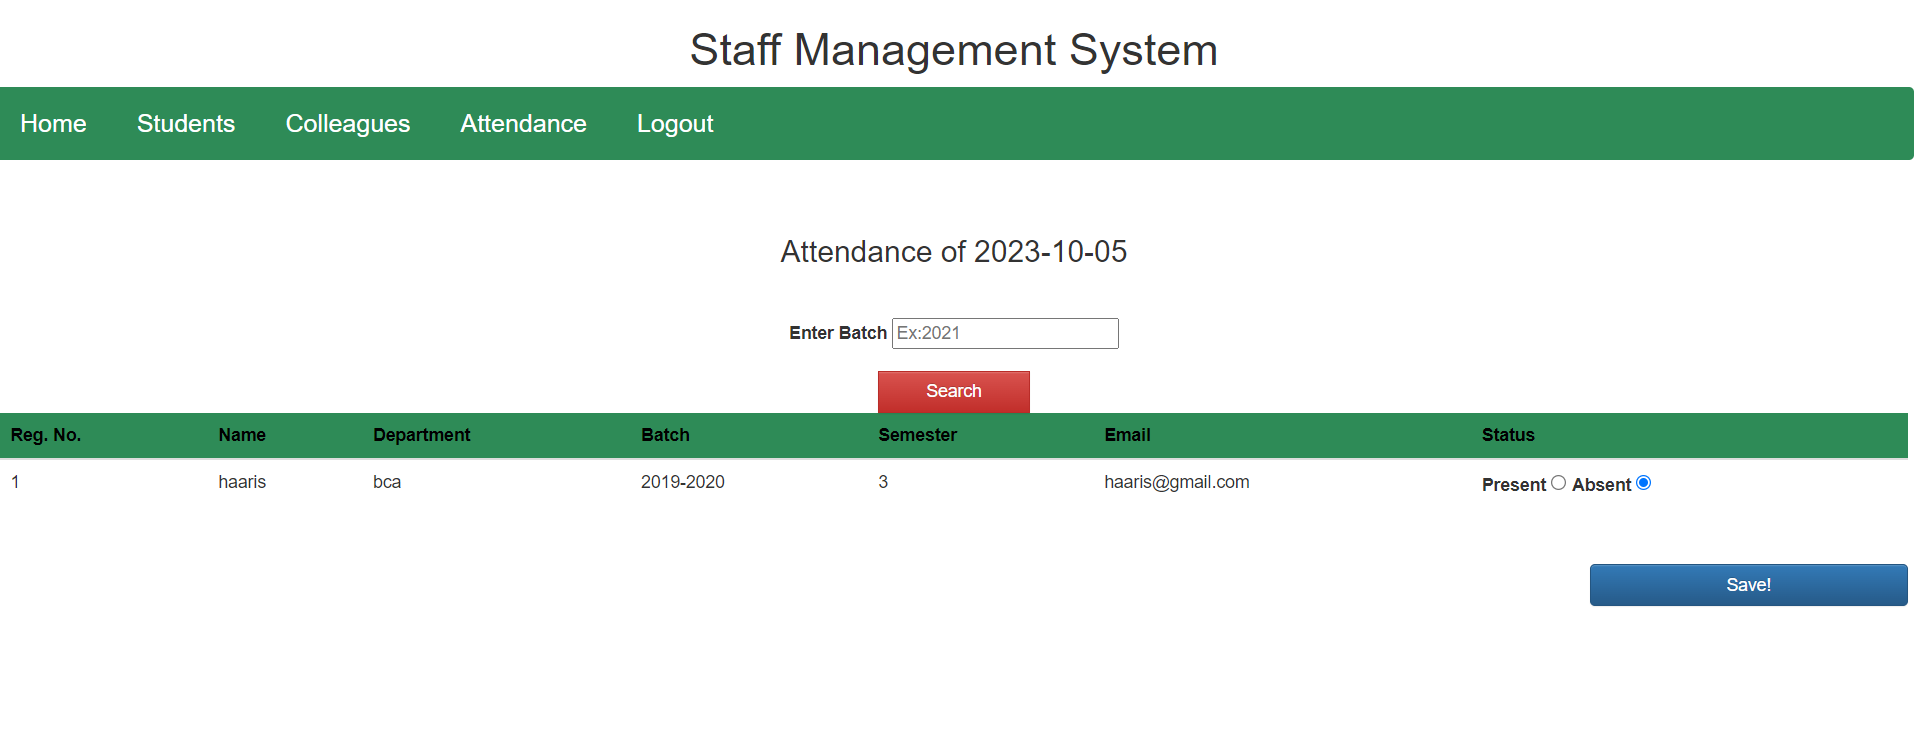 Staff Management System
Home Students Colleagues Attendance Logout
Attendance of 2023-10-05
Enter Batch Ex:2021
Search
Reg. No. Name Department Batch Semester Email Status
1 haaris bca 2019-2020 3 haaris@gmail.com Present Absent
Save!